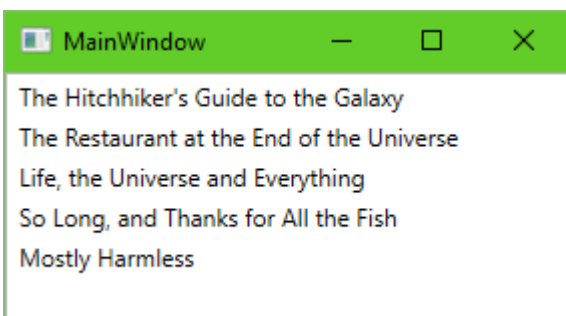 MainWindow
The Hitchhiker's Guide to the Galaxy
The Restaurant at the End of the Universe
Life, the Universe and Everything
So Long, and Thanks for All the Fish
Mostly Harmless